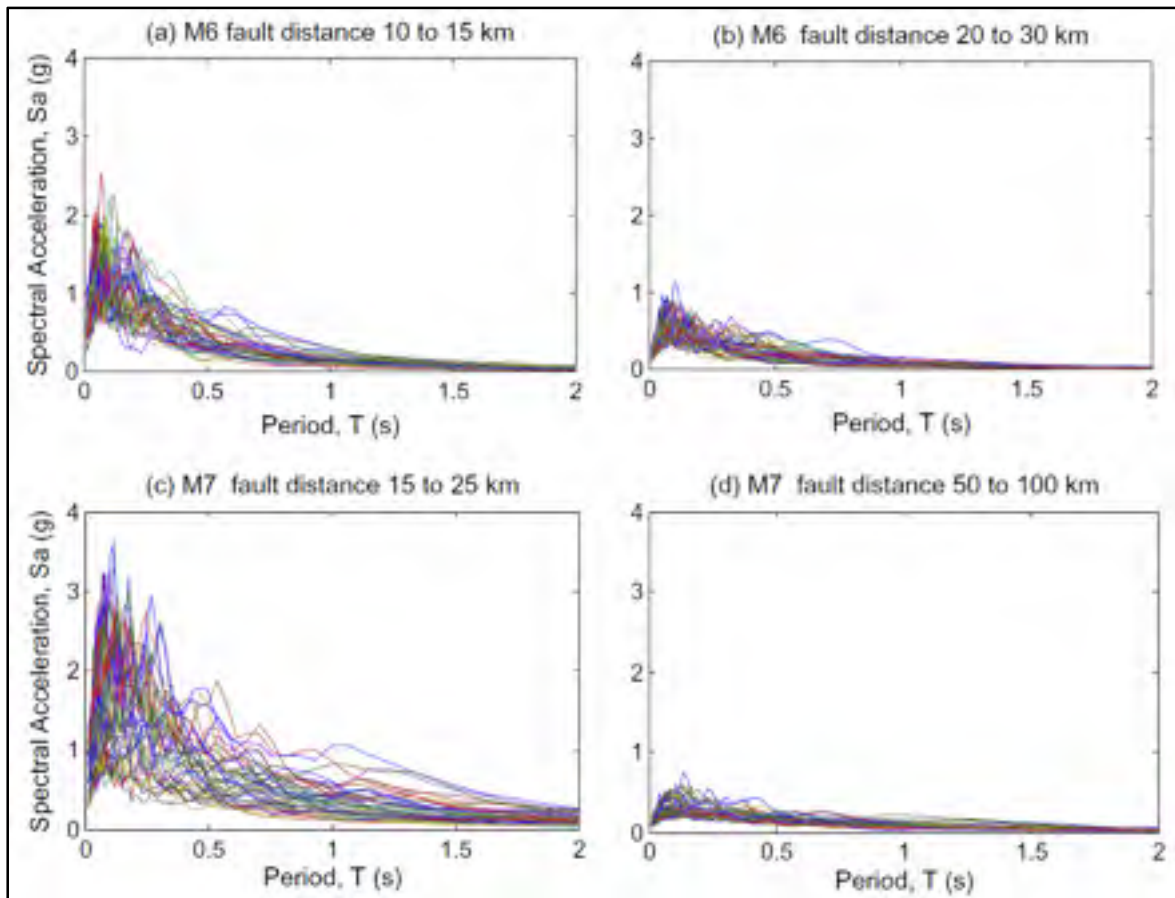 (a) M6 fault distance 10 to 15 km
(b) M6 fault distance 20 to 30 km
Spectral Acceleration, Sa (g)
4
3
2
1
0
0 0.5 1 1.5 2
Period, T (s)
4
3
2
1
0
0 0.5 1 1.5 2
Period, T (s)
(c) M7 fault distance 15 to 25 km
(d) M7 fault distance 50 to 100 km
Spectral Acceleration, Sa (g)
4
3
2
1
0
0 0.5 1 1.5 2
Period, T (s)
4
3
2
1
0
0 0.5 1 1.5 2
Period, T (s)